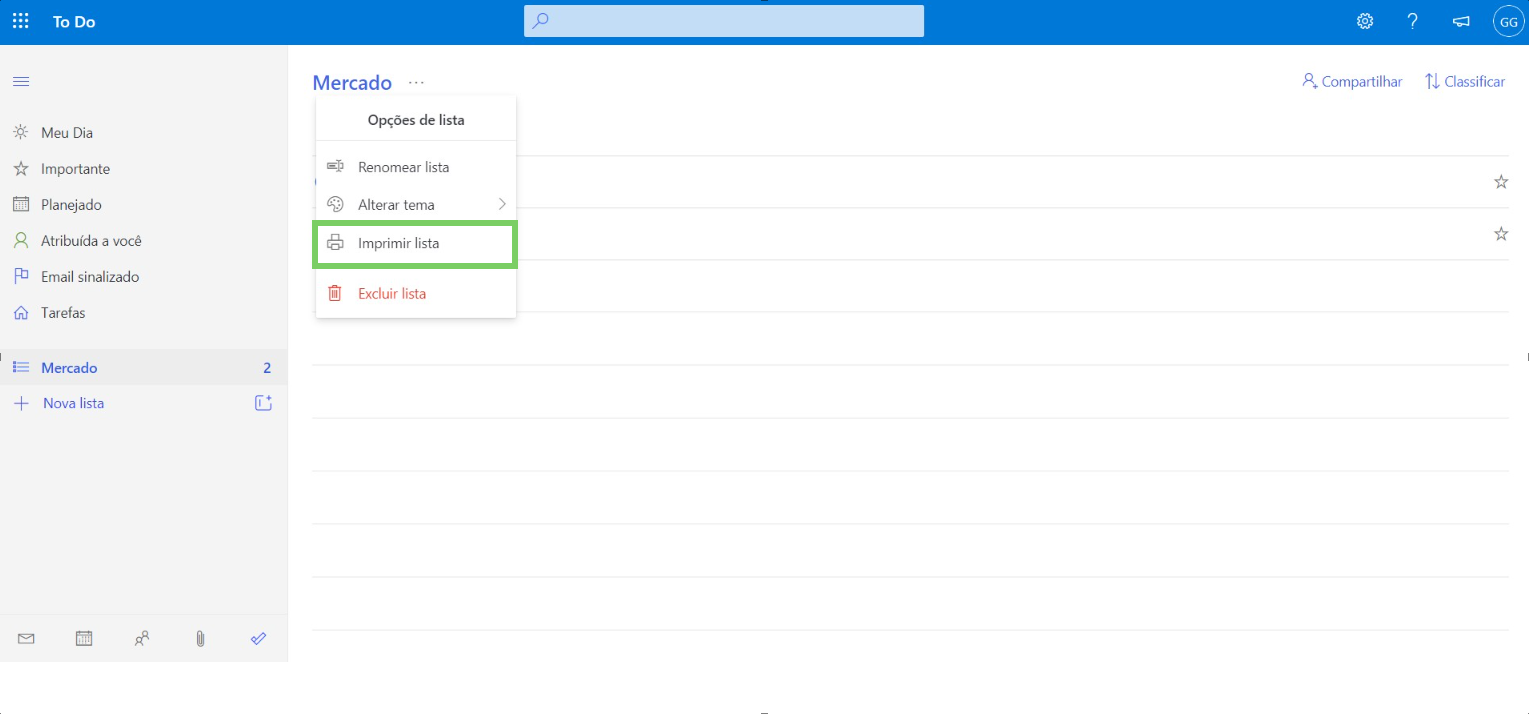 To Do
GG
Mercado ...
Compartilhar
Classificar
Opções de lista
Renomear lista
Alterar tema
Imprimir lista
Excluir lista
Meu Dia
Importante
Planejado
Atribuída a você
Email sinalizado
Tarefas
Mercado 2
Nova lista